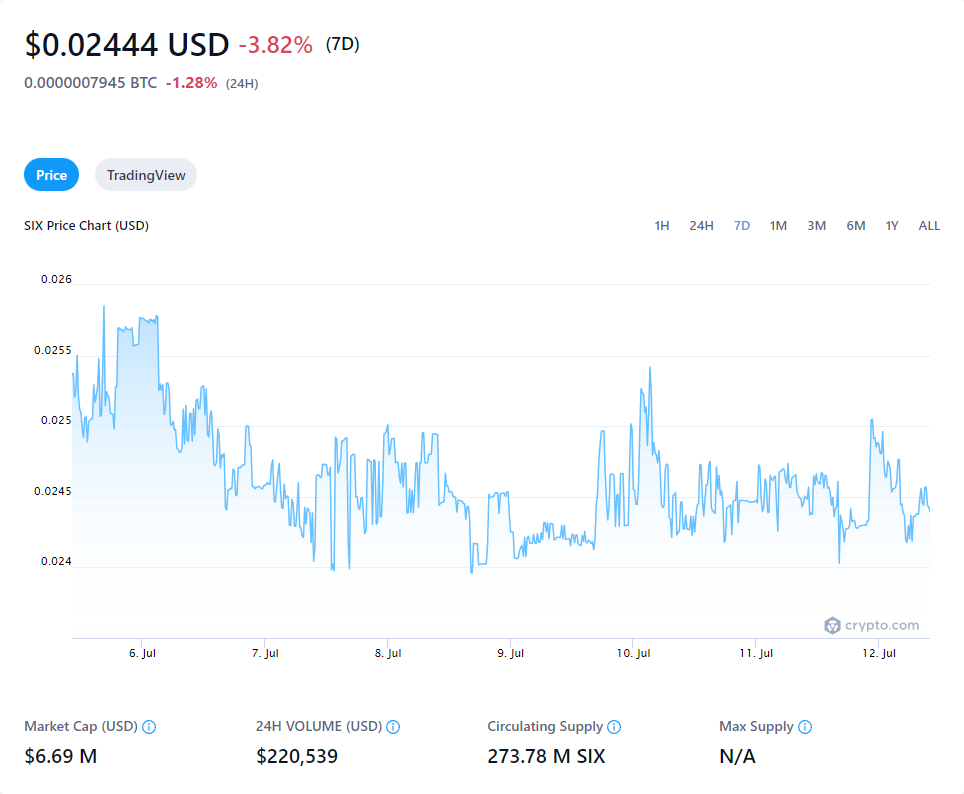 $0.02444 USD -3.82% (7D)
0.0000007945 BTC -1.28% (24H)
Price TradingView
SIX Price Chart (USD) 1H 24H 7D 1M 3M 6M 1Y ALL
0.026
0.0255
0.025
0.0245
0.024
crypto.com
6. Jul 7. Jul 8. Jul 9. Jul 10. Jul 11. Jul 12. Jul
Market Cap (USD) 24H VOLUME (USD) Circulating Supply Max Supply
$6.69 M $220,539 273.78 M SIX N/A